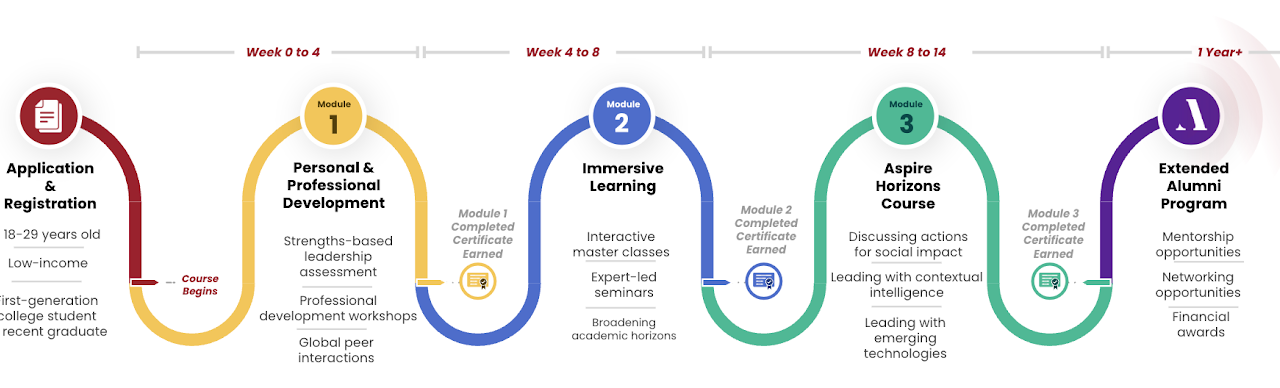 Week 0 to 4
Week 4 to 8
Week 8 to 14
1 Year+
Application
&
Registration
18-29 years old
Low-income
First-generation
college student
recent graduate
Course
Begins
Module
1
Personal &
Professional
Development
Strengths-based
leadership
assessment
Professional
development workshops
Global peer
interactions
Module 1
Completed
Certificate
Earned
Module
2
Immersive
Learning
Interactive
master classes
Expert-led
seminars
Broadening
academic horizons
Module 2
Completed
Certificate
Earned
Module
3
Aspire
Horizons
Course
Discussing actions
for social impact
Leading with contextual
intelligence
Leading with
emerging
technologies
Module 3
Completed
Certificate
Earned
A
Extended
Alumni
Program
Mentorship
opportunities
Networking
opportunities
Financial
awards